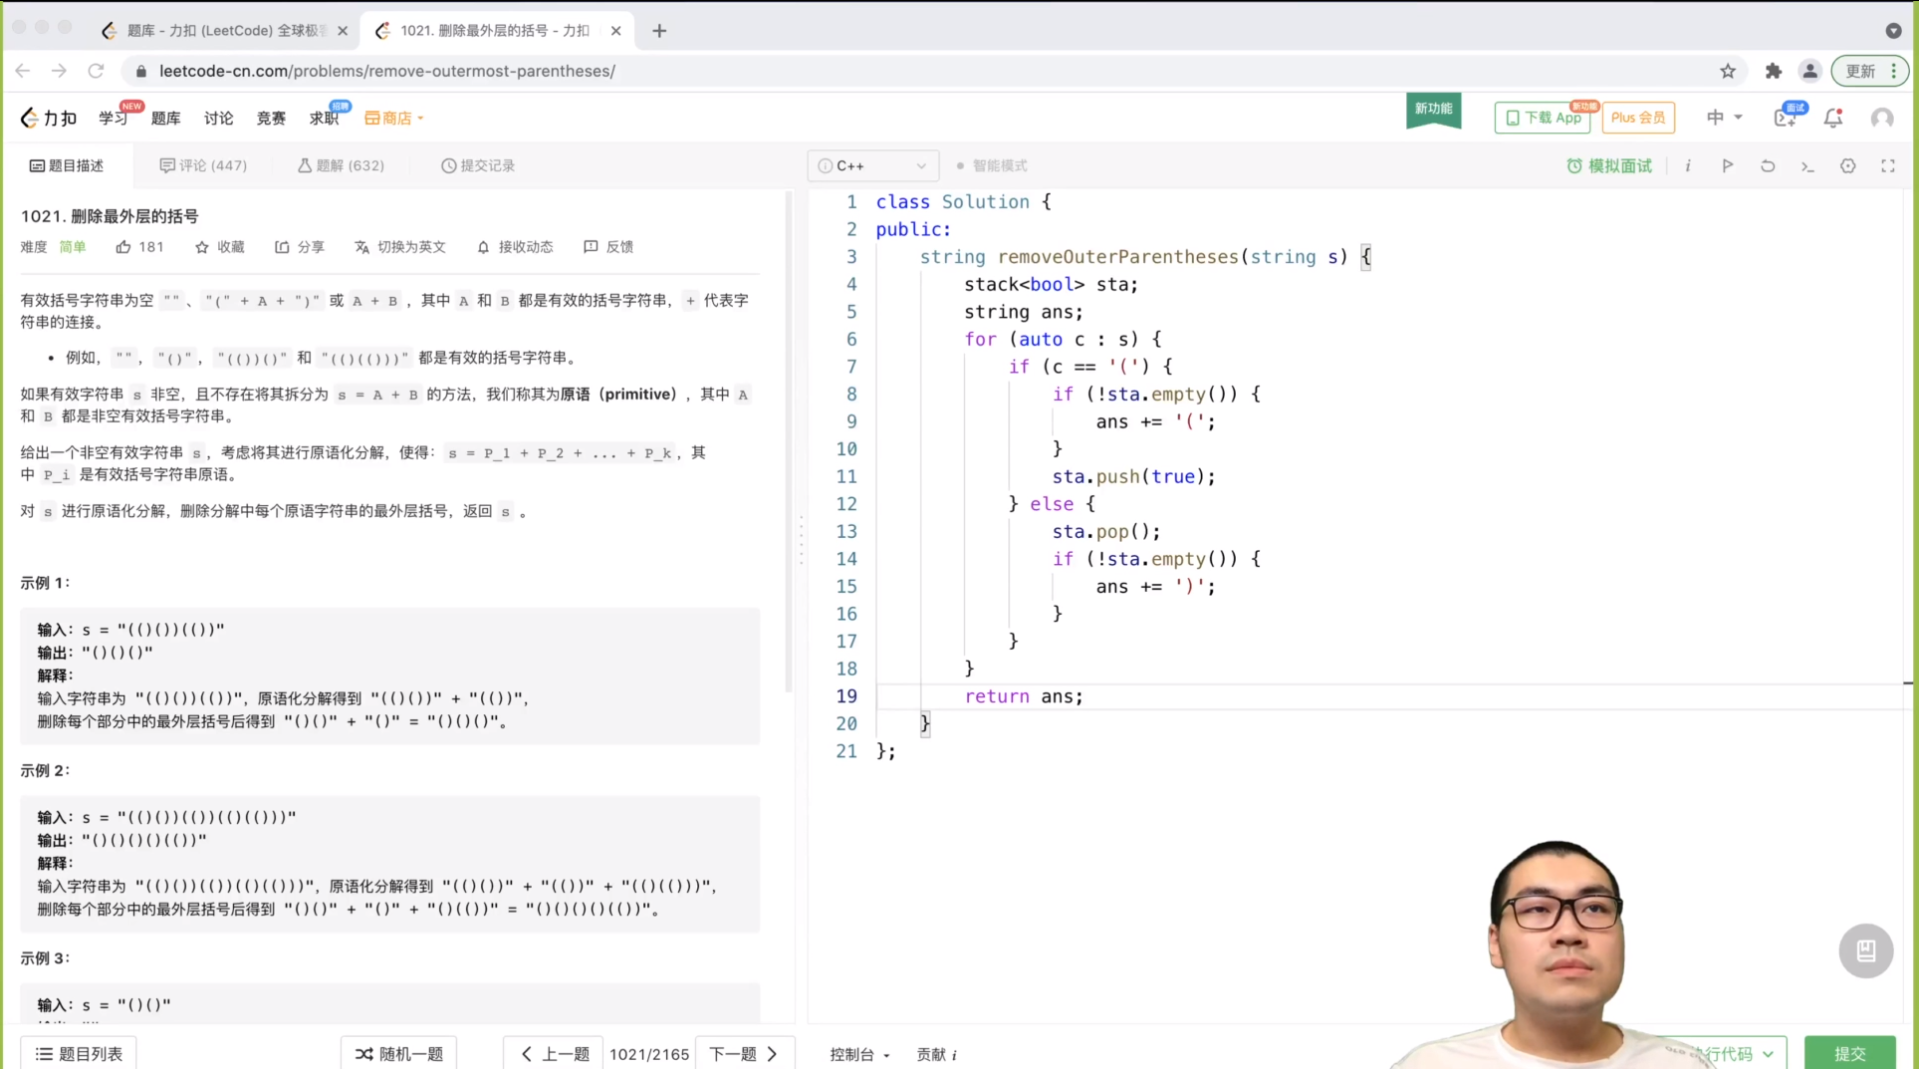 题库 - 力扣 (LeetCode) 全球极
1021. 删除最外层的括号 - 力扣
leetcode-cn.com/problems/remove-outermost-parentheses/
更新
力扣
学习
NEW
题库
讨论
竞赛
求职
招聘
商店
新功能
下载 App
新功能
Plus 会员
中
面试
题目描述
评论 (447)
题解 (632)
提交记录
C++
智能模式
模拟面试
1021. 删除最外层的括号
难度 简单 181 收藏 分享 切换为英文 接收动态 反馈
有效括号字符串为空 ""、"(" + A + ")" 或 A + B ，其中 A 和 B 都是有效的括号字符串，+ 代表字
符串的连接。
• 例如，""，"()"，"(())()" 和 "(()(()))" 都是有效的括号字符串。
如果有效字符串 s 非空，且不存在将其拆分为 s = A + B 的方法，我们称其为原语（primitive），其中 A
和 B 都是非空有效括号字符串。
给出一个非空有效字符串 s，考虑将其进行原语化分解，使得：s = P_1 + P_2 + ... + P_k，其
中 P_i 是有效括号字符串原语。
对 s 进行原语化分解，删除分解中每个原语字符串的最外层括号，返回 s 。
示例 1：
输入：s = "(()())(())"
输出："()()()"
解释：
输入字符串为 "(()())(())"，原语化分解得到 "(()())" + "(())"，
删除每个部分中的最外层括号后得到 "()()" + "()" = "()()()"。
示例 2：
输入：s = "(()())(())(()(()))"
输出："()()()()(())"
解释：
输入字符串为 "(()())(())(()(()))"，原语化分解得到 "(()())" + "(())" + "(()(()))"，
删除每个部分中的最外层括号后得到 "()()" + "()" + "()(())" = "()()()()(())"。
示例 3：
输入：s = "()()"
1 class Solution {
2 public:
3     string removeOuterParentheses(string s) {
4         stack<bool> sta;
5         string ans;
6         for (auto c : s) {
7             if (c == '(') {
8                 if (!sta.empty()) {
9                     ans += '(';
10                 }
11                 sta.push(true);
12             } else {
13                 sta.pop();
14                 if (!sta.empty()) {
15                     ans += ')';
16                 }
17             }
18         }
19         return ans;
20     }
21 };
题目列表
随机一题
上一题
1021/2165
下一题
控制台
贡献 i
行代码
提交